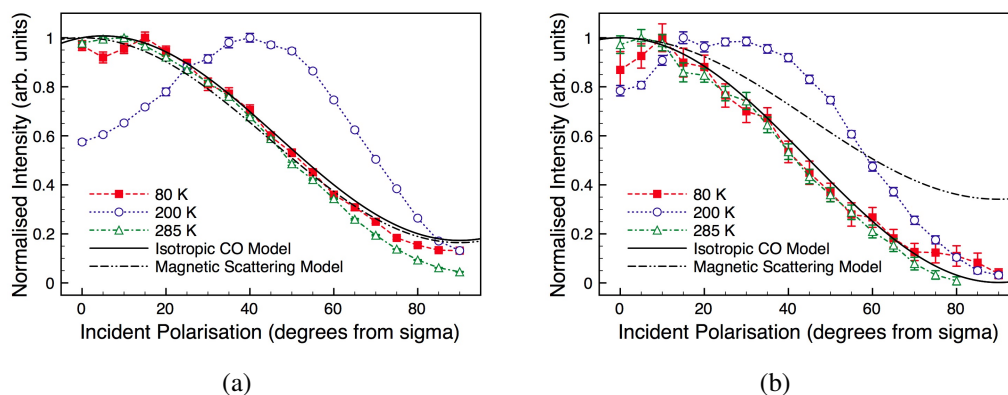 Normalised Intensity (arb. units)
1
0.8
0.6
0.4
0.2
0
80 K
200 K
285 K
Isotropic CO Model
Magnetic Scattering Model
0 20 40 60 80
Incident Polarisation (degrees from sigma)
(a)
Normalised Intensity (arb. units)
1
0.8
0.6
0.4
0.2
0
80 K
200 K
285 K
Isotropic CO Model
Magnetic Scattering Model
0 20 40 60 80
Incident Polarisation (degrees from sigma)
(b)